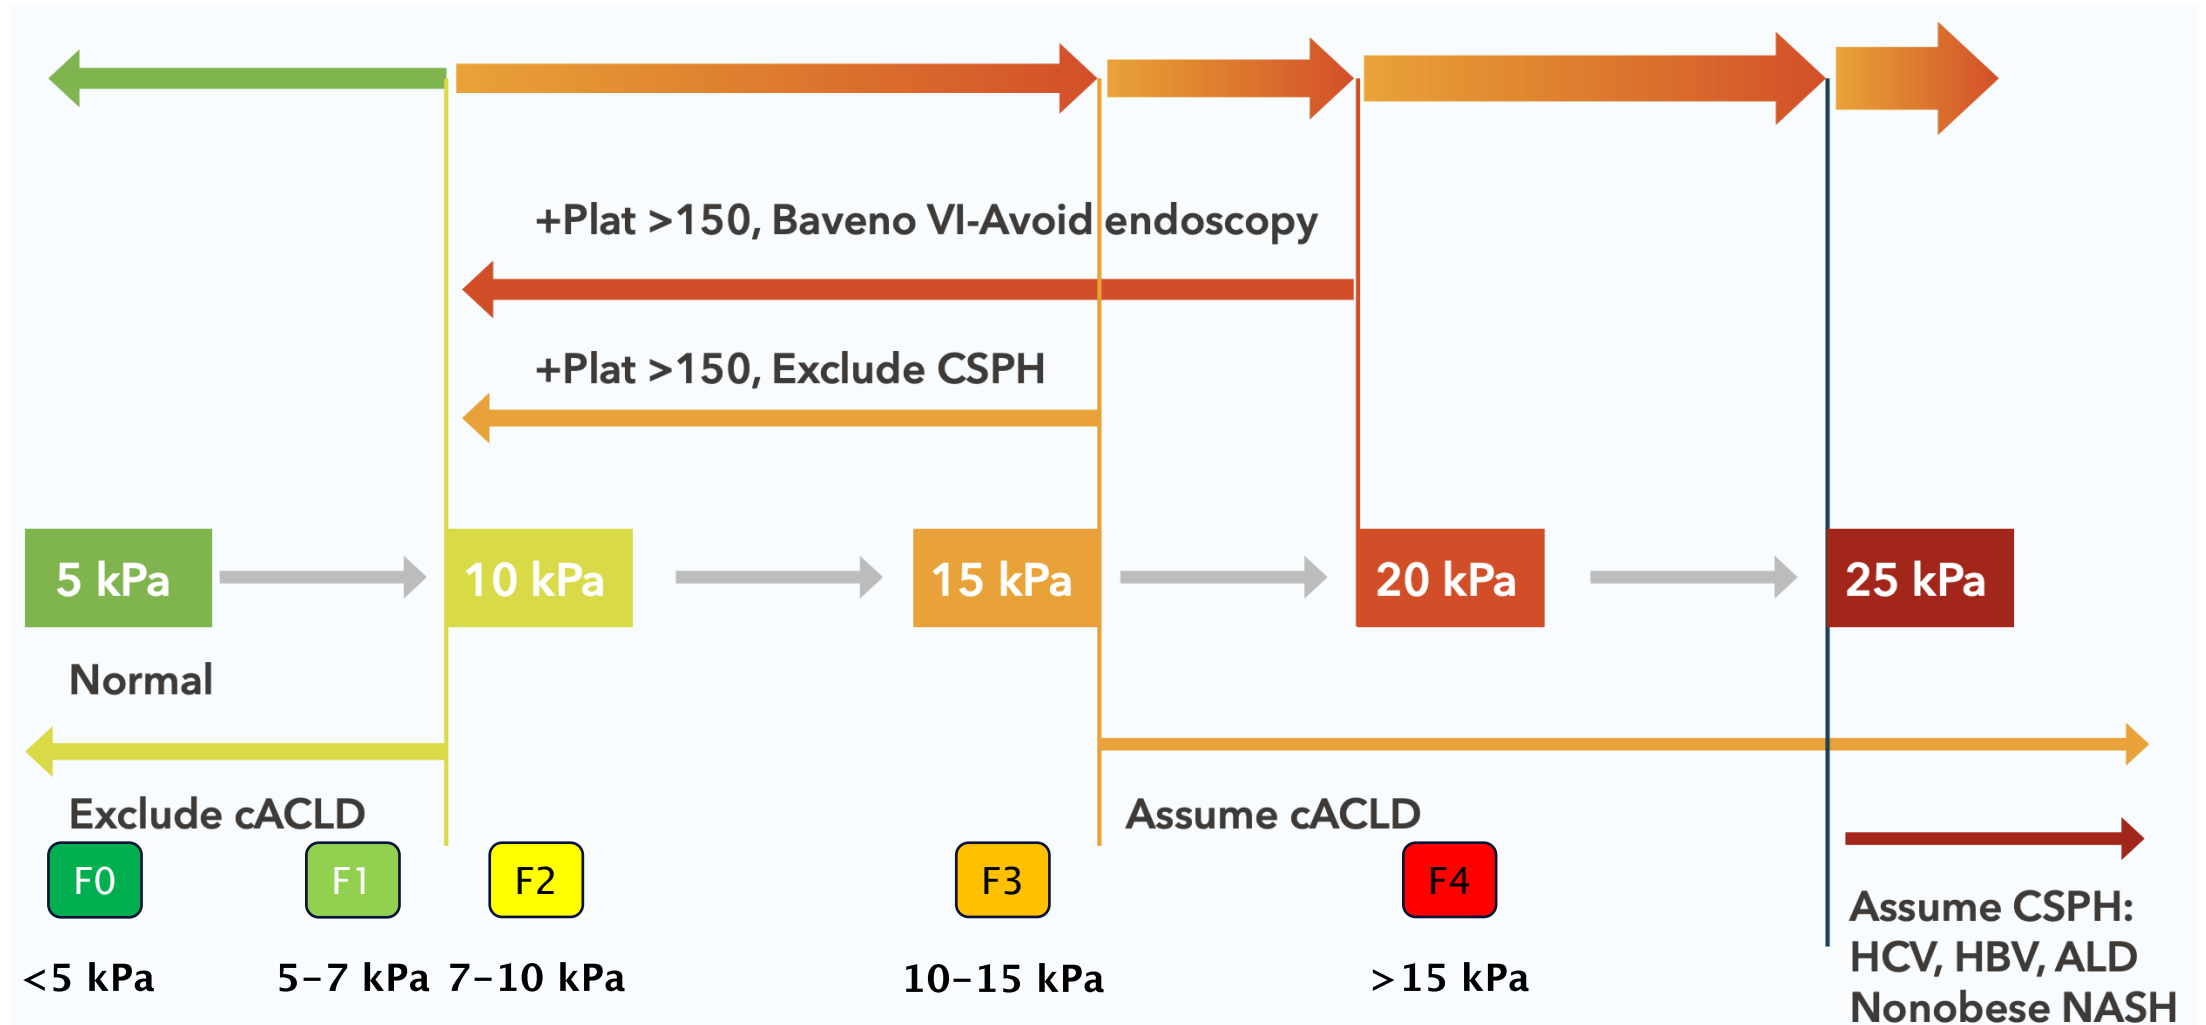 +Plat >150, Baveno VI-Avoid endoscopy
+Plat >150, Exclude CSPH
5 kPa
10 kPa
15 kPa
20 kPa
25 kPa
Normal
Exclude cACLD
Assume cACLD
F0
F1
F2
F3
F4
<5 kPa
5–7 kPa
7–10 kPa
10–15 kPa
>15 kPa
Assume CSPH:
HCV, HBV, ALD
Nonobese NASH